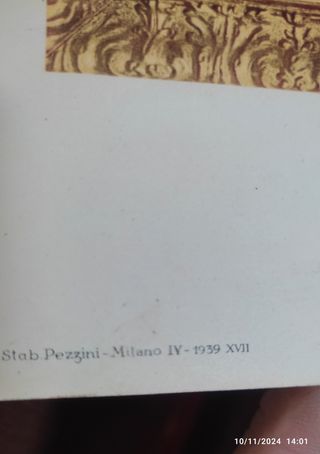 Stab. Pezzini - Milano IV - 1939 XVII
10/11/2024 14:01